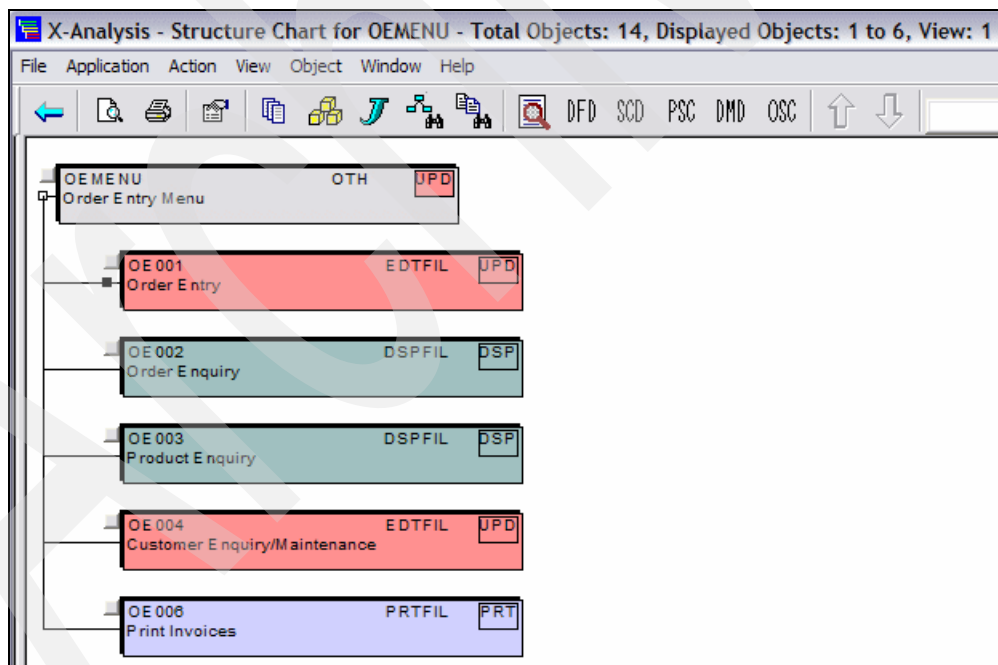 X-Analysis - Structure Chart for OEMENU - Total Objects: 14, Displayed Objects: 1 to 6, View: 1
File Application Action View Object Window Help
DFD SCD PSC DMD OSC
OEMENU OTH UPD
Order Entry Menu
OE001 EDTFIL UPD
Order Entry
OE002 DSPFIL DSP
Order Enquiry
OE003 DSPFIL DSP
Product Enquiry
OE004 EDTFIL UPD
Customer Enquiry/Maintenance
OE006 PRTFIL PRT
Print Invoices